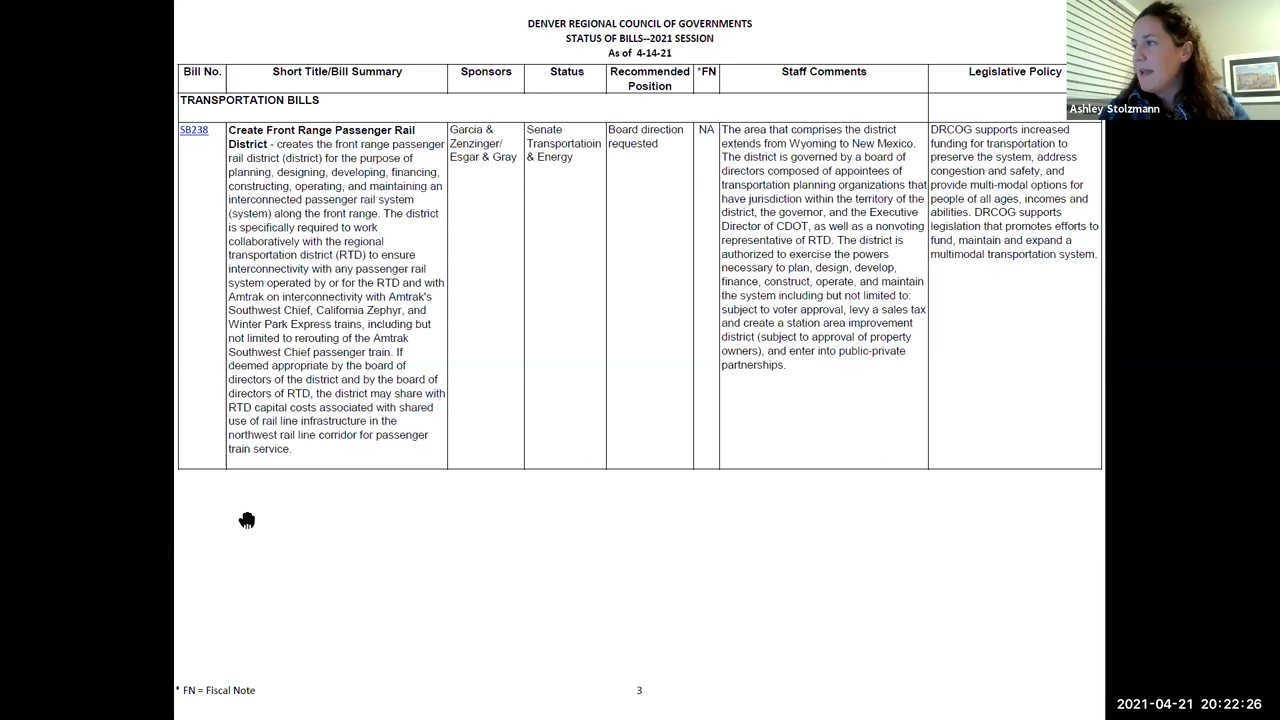 DENVER REGIONAL COUNCIL OF GOVERNMENTS
STATUS OF BILLS--2021 SESSION
As of 4-14-21
Bill No.
Short Title/Bill Summary
Sponsors
Status
Recommended
Position
*FN
Staff Comments
Legislative Policy
TRANSPORTATION BILLS
SB238
Create Front Range Passenger Rail
District - creates the front range passenger
rail district (district) for the purpose of
planning, designing, developing, financing,
constructing, operating, and maintaining an
interconnected passenger rail system
(system) along the front range. The district
is specifically required to work
collaboratively with the regional
transportation district (RTD) to ensure
interconnectivity with any passenger rail
system operated by or for the RTD and with
Amtrak on interconnectivity with Amtrak's
Southwest Chief, California Zephyr, and
Winter Park Express trains, including but
not limited to rerouting of the Amtrak
Southwest Chief passenger train. If
deemed appropriate by the board of
directors of the district and by the board of
directors of RTD, the district may share with
RTD capital costs associated with shared
use of rail line infrastructure in the
northwest rail line corridor for passenger
train service.
Garcia &
Zenzinger/
Esgar & Gray
Senate
Transportatioin
& Energy
Board direction
requested
NA
The area that comprises the district
extends from Wyoming to New Mexico.
The district is governed by a board of
directors composed of appointees of
transportation planning organizations that
have jurisdiction within the territory of the
district, the governor, and the Executive
Director of CDOT, as well as a nonvoting
representative of RTD. The district is
authorized to exercise the powers
necessary to plan, design, develop,
finance, construct, operate, and maintain
the system including but not limited to:
subject to voter approval, levy a sales tax
and create a station area improvement
district (subject to approval of property
owners), and enter into public-private
partnerships.
DRCOG supports increased
funding for transportation to
preserve the system, address
congestion and safety, and
provide multi-modal options for
people of all ages, incomes and
abilities. DRCOG supports
legislation that promotes efforts to
fund, maintain and expand a
multimodal transportation system.
Ashley Stolzmann
* FN = Fiscal Note
3
2021-04-21 20:22:26